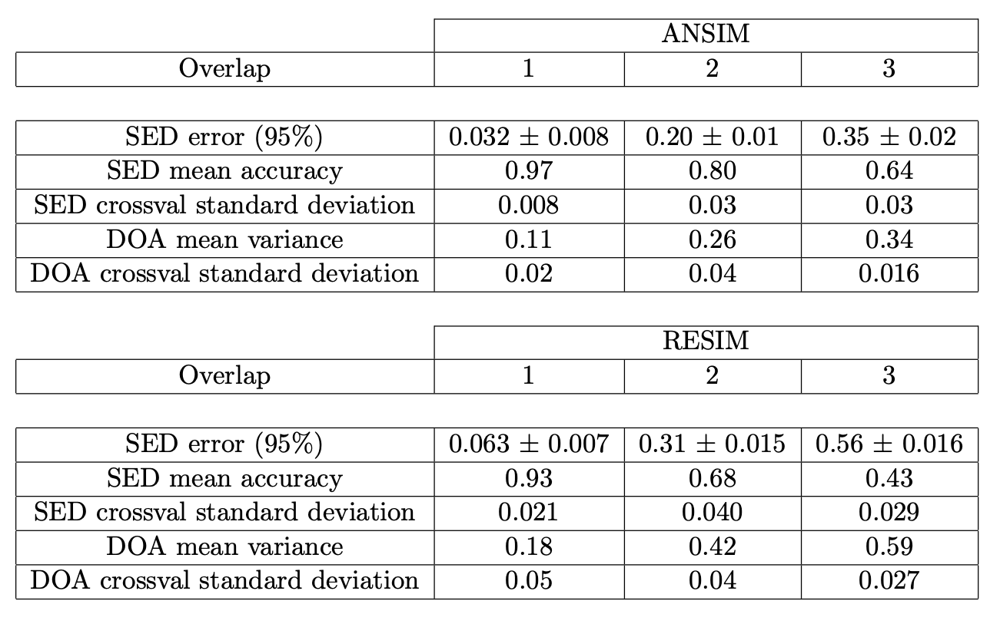 ANSIM
Overlap 1 2 3
SED error (95%) 0.032 ± 0.008 0.20 ± 0.01 0.35 ± 0.02
SED mean accuracy 0.97 0.80 0.64
SED crossval standard deviation 0.008 0.03 0.03
DOA mean variance 0.11 0.26 0.34
DOA crossval standard deviation 0.02 0.04 0.016
RESIM
Overlap 1 2 3
SED error (95%) 0.063 ± 0.007 0.31 ± 0.015 0.56 ± 0.016
SED mean accuracy 0.93 0.68 0.43
SED crossval standard deviation 0.021 0.040 0.029
DOA mean variance 0.18 0.42 0.59
DOA crossval standard deviation 0.05 0.04 0.027